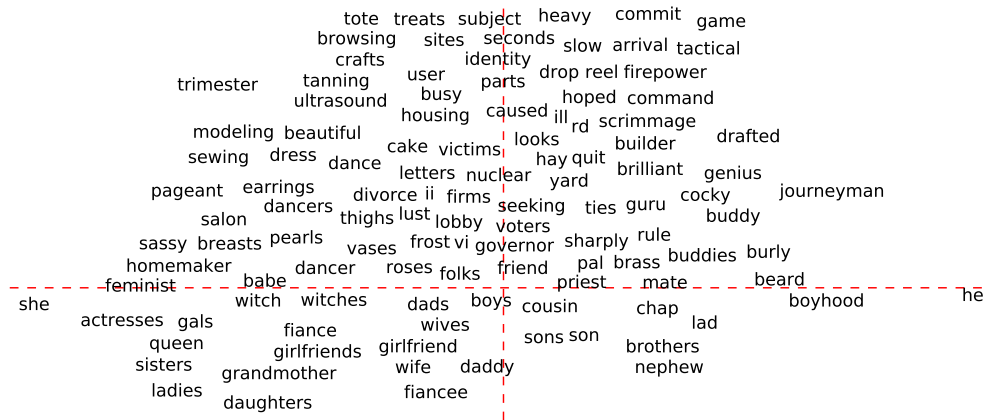 tote treats subject heavy commit game
browsing sites seconds slow arrival tactical
crafts identity
trimester tanning user parts drop reel firepower
ultrasound busy hoped command
housing caused ill rd scrimmage
modeling beautiful looks builder drafted
sewing dress dance cake victims hay quit
letters nuclear yard brilliant genius
pageant earrings divorce ii firms cocky journeyman
salon dancers thighs lust lobby seeking ties guru buddy
voters
sassy breasts pearls vases frost vi governor sharply rule
homemaker dancer roses folks friend pal brass buddies burly
feminist babe priest mate beard
she witch witches dads boys cousin chap boyhood he
actresses gals fiance wives lad
queen girlfriends girlfriend sons son brothers
sisters grandmother wife daddy nephew
ladies daughters fiancee